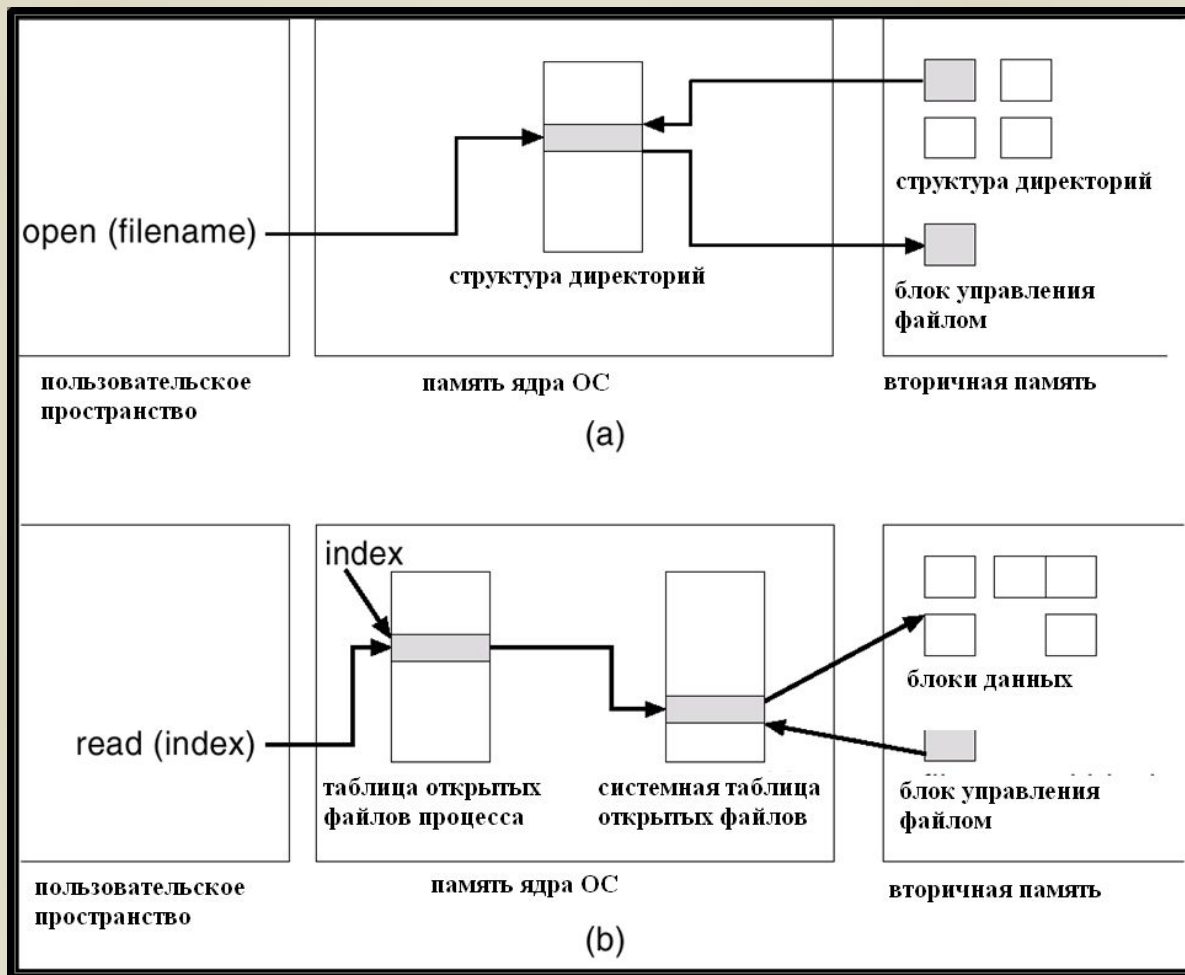 структура директорий
open (filename)
структура директорий
блок управления
файлом
пользовательское
пространство
память ядра ОС
вторичная память
(a)
index
блоки данных
read (index)
таблица открытых
файлов процесса
системная таблица
открытых файлов
блок управления
файлом
пользовательское
пространство
память ядра ОС
вторичная память
(b)